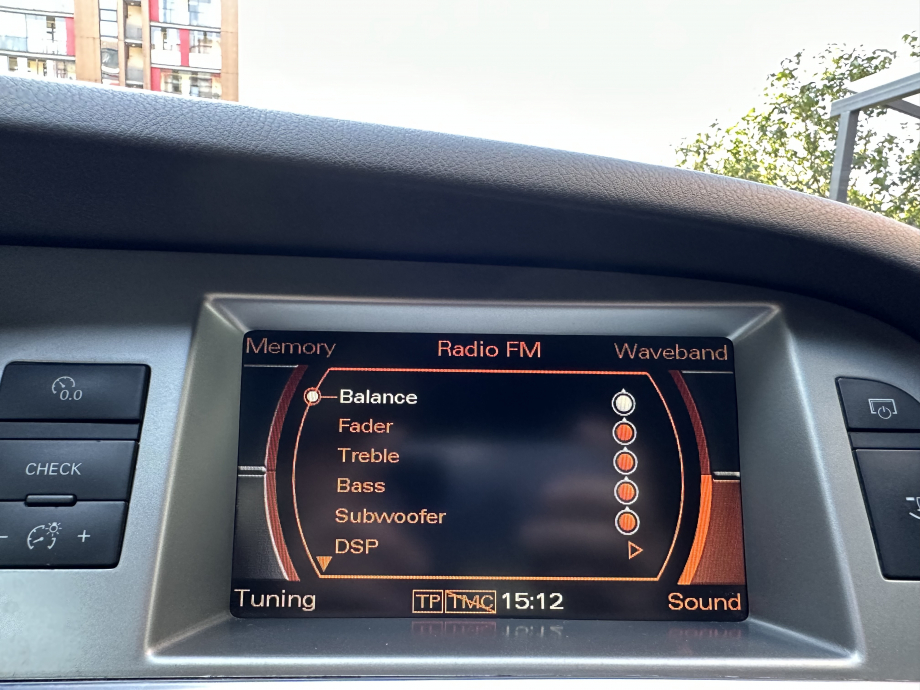 Memory Radio FM Waveband
Balance
0.0
Fader
Treble
CHECK
Bass
Subwoofer
- +
DSP
Tuning TP TMC 15:12 Sound